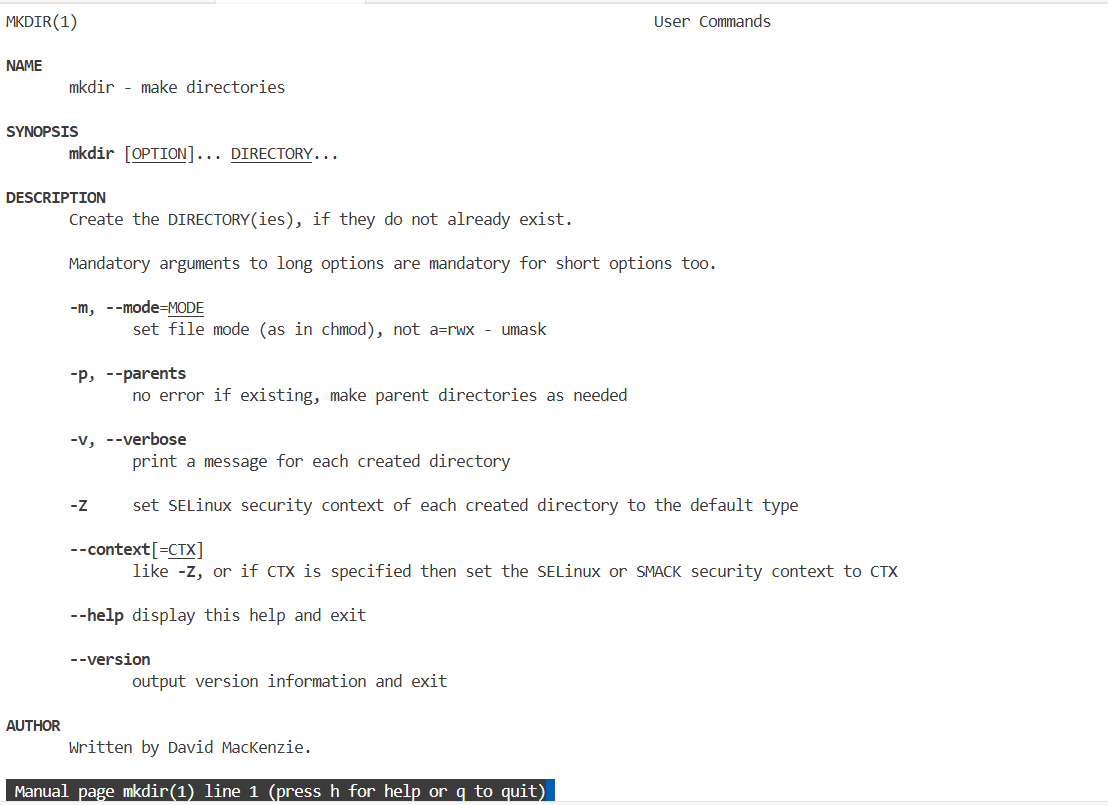 MKDIR(1) User Commands
NAME
mkdir - make directories
SYNOPSIS
mkdir [OPTION]... DIRECTORY...
DESCRIPTION
Create the DIRECTORY(ies), if they do not already exist.
Mandatory arguments to long options are mandatory for short options too.
-m, --mode=MODE
set file mode (as in chmod), not a=rwx - umask
-p, --parents
no error if existing, make parent directories as needed
-v, --verbose
print a message for each created directory
-Z set SELinux security context of each created directory to the default type
--context[=CTX]
like -Z, or if CTX is specified then set the SELinux or SMACK security context to CTX
--help display this help and exit
--version
output version information and exit
AUTHOR
Written by David MacKenzie.
Manual page mkdir(1) line 1 (press h for help or q to quit)